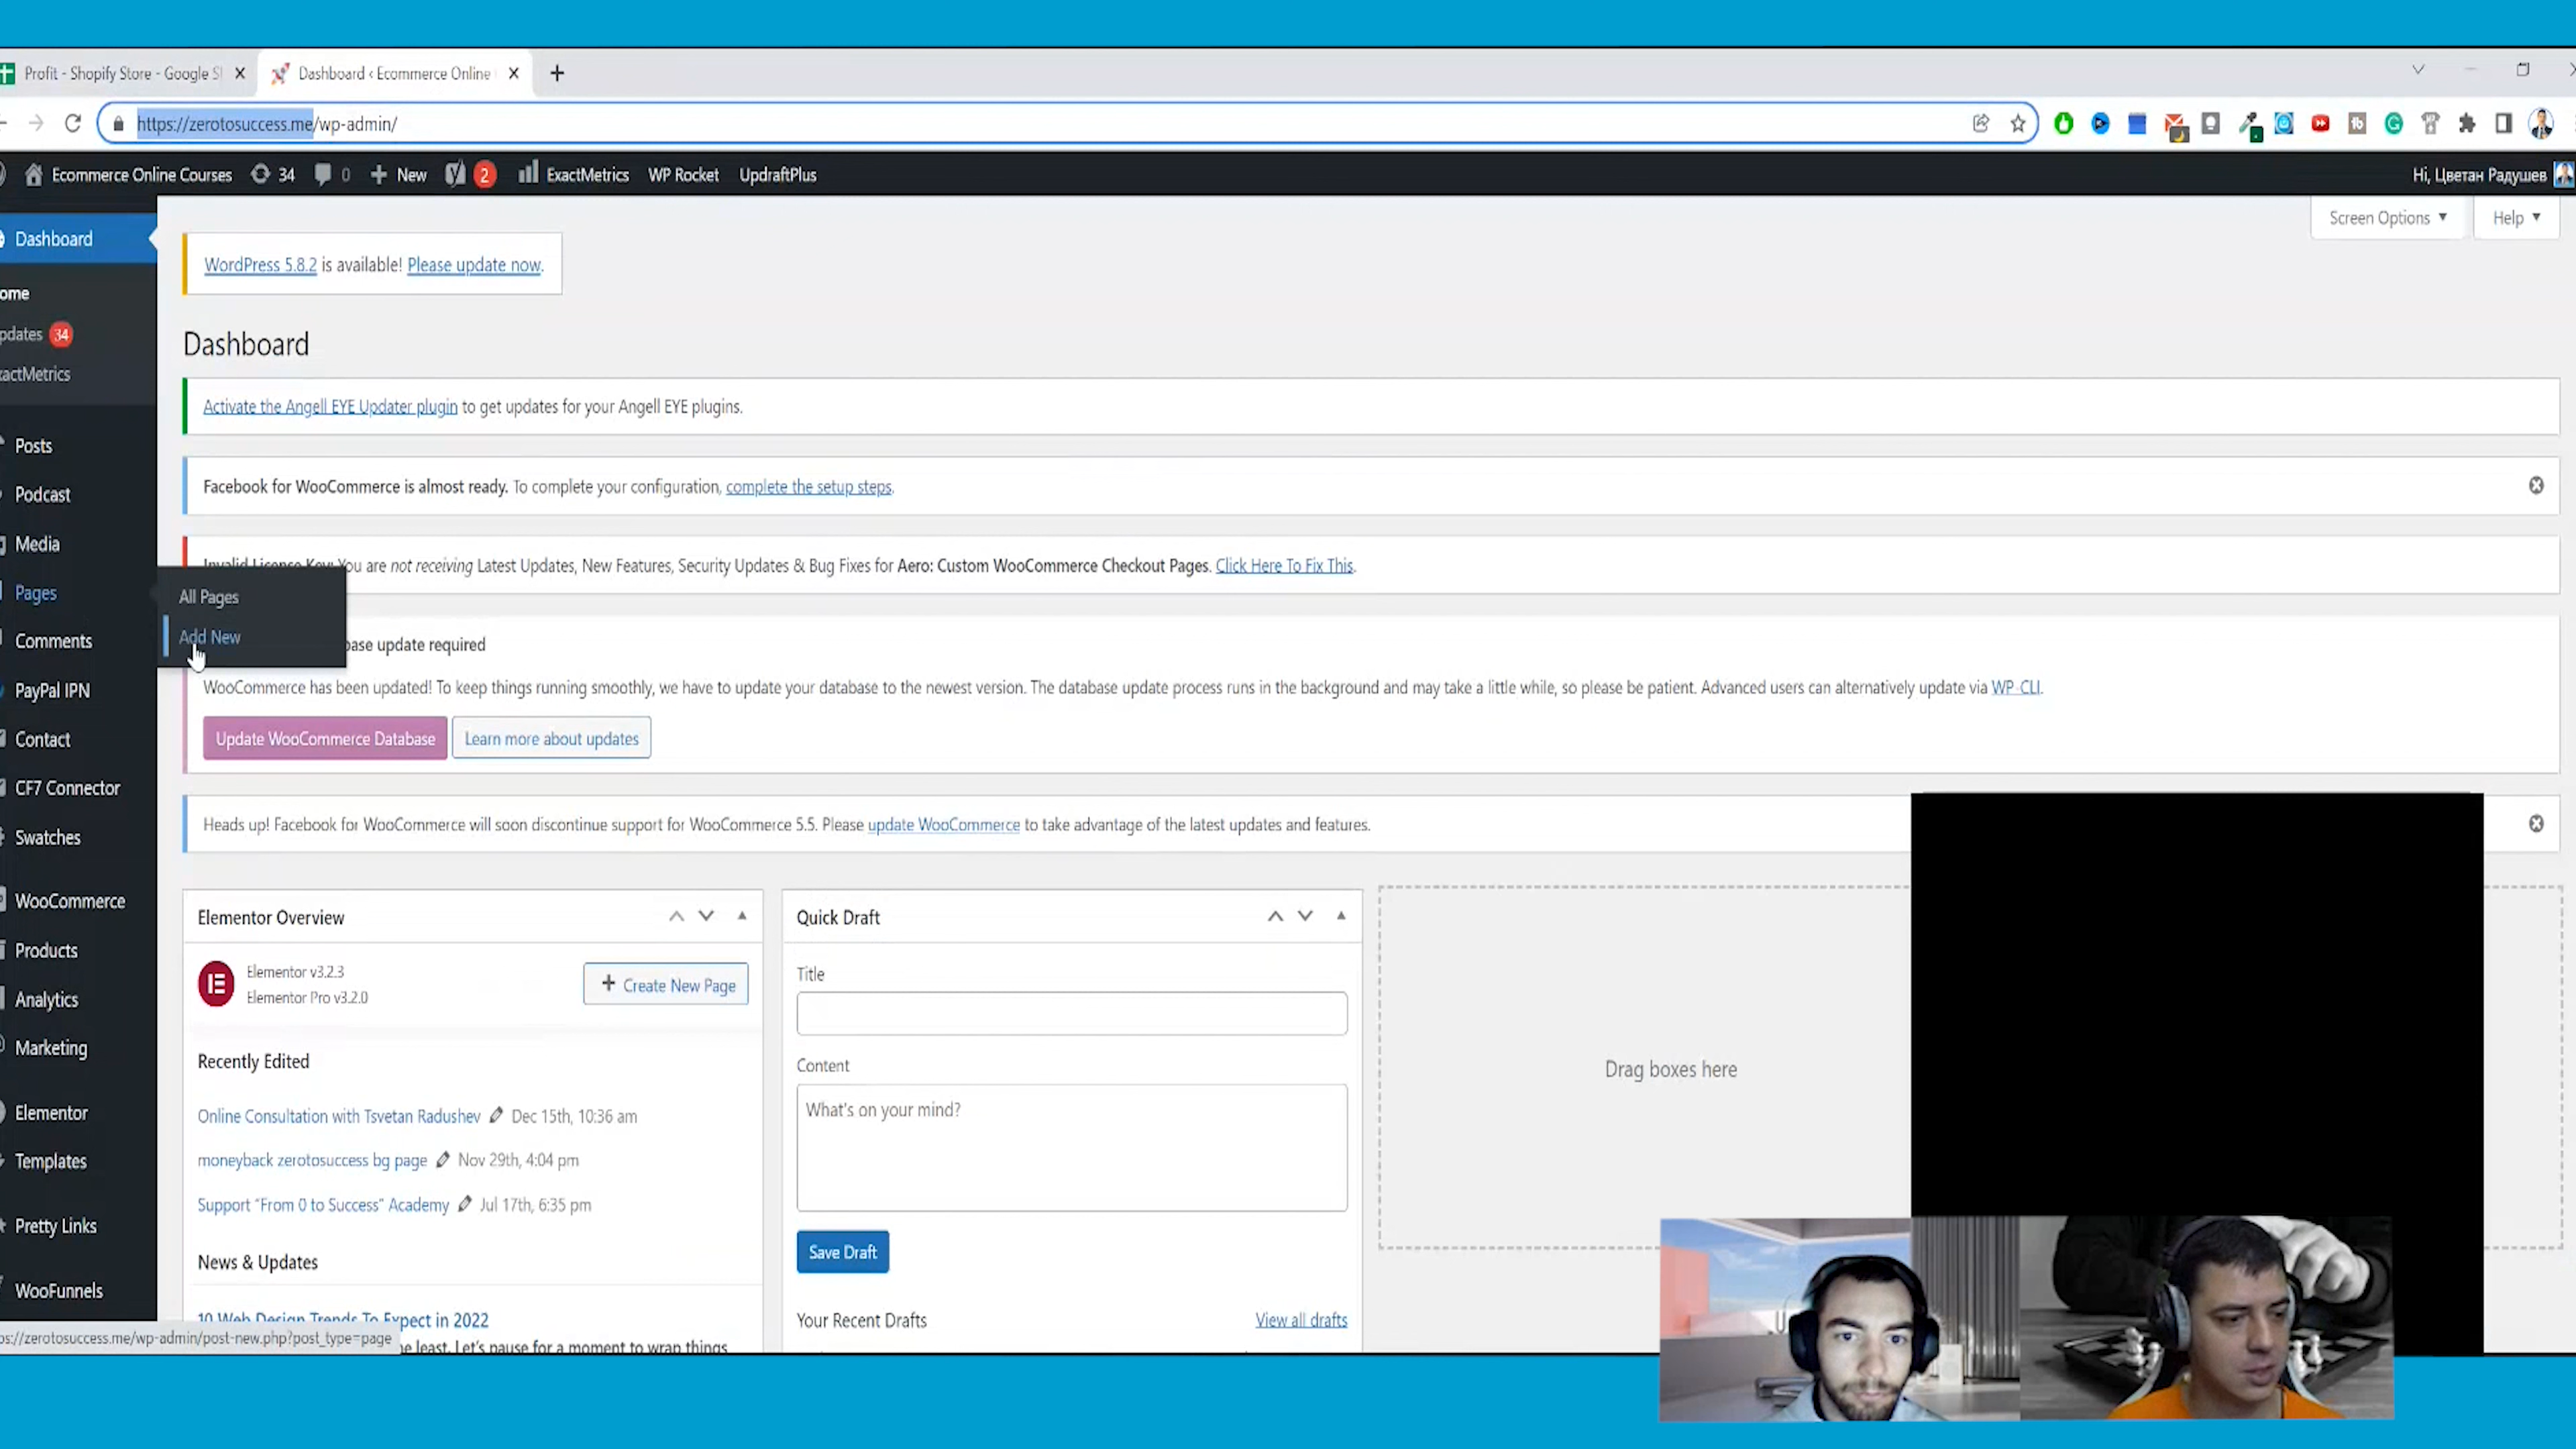 Profit - Shopify Store - Google S
Dashboard ‹ Ecommerce Online
https://zerotosuccess.me/wp-admin/
Ecommerce Online Courses 34 0 New 2 ExactMetrics WP Rocket UpdraftPlus
Hi, Цветан Радушев
Screen Options
Help
Dashboard
ome
pdates 34
xactMetrics
Posts
Podcast
Media
Pages
Comments
PayPal IPN
Contact
CF7 Connector
Swatches
WooCommerce
Products
Analytics
Marketing
Elementor
Templates
Pretty Links
WooFunnels
All Pages
Add New
WordPress 5.8.2 is available! Please update now.
Dashboard
Activate the Angell EYE Updater plugin to get updates for your Angell EYE plugins.
Facebook for WooCommerce is almost ready. To complete your configuration, complete the setup steps.
Invalid License Key: You are not receiving Latest Updates, New Features, Security Updates & Bug Fixes for Aero: Custom WooCommerce Checkout Pages. Click Here To Fix This.
base update required
WooCommerce has been updated! To keep things running smoothly, we have to update your database to the newest version. The database update process runs in the background and may take a little while, so please be patient. Advanced users can alternatively update via WP-CLI.
Update WooCommerce Database
Learn more about updates
Heads up! Facebook for WooCommerce will soon discontinue support for WooCommerce 5.5. Please update WooCommerce to take advantage of the latest updates and features.
Elementor Overview
Elementor v3.2.3
Elementor Pro v3.2.0
+ Create New Page
Recently Edited
Online Consultation with Tsvetan Radushev Dec 15th, 10:36 am
moneyback zerotosuccess bg page Nov 29th, 4:04 pm
Support “From 0 to Success” Academy Jul 17th, 6:35 pm
News & Updates
10 Web Design Trends To Expect in 2022
e least. Let's pause for a moment to wrap things
Quick Draft
Title
Content
What's on your mind?
Save Draft
Your Recent Drafts
View all drafts
Drag boxes here
ps://zerotosuccess.me/wp-admin/post-new.php?post_type=page